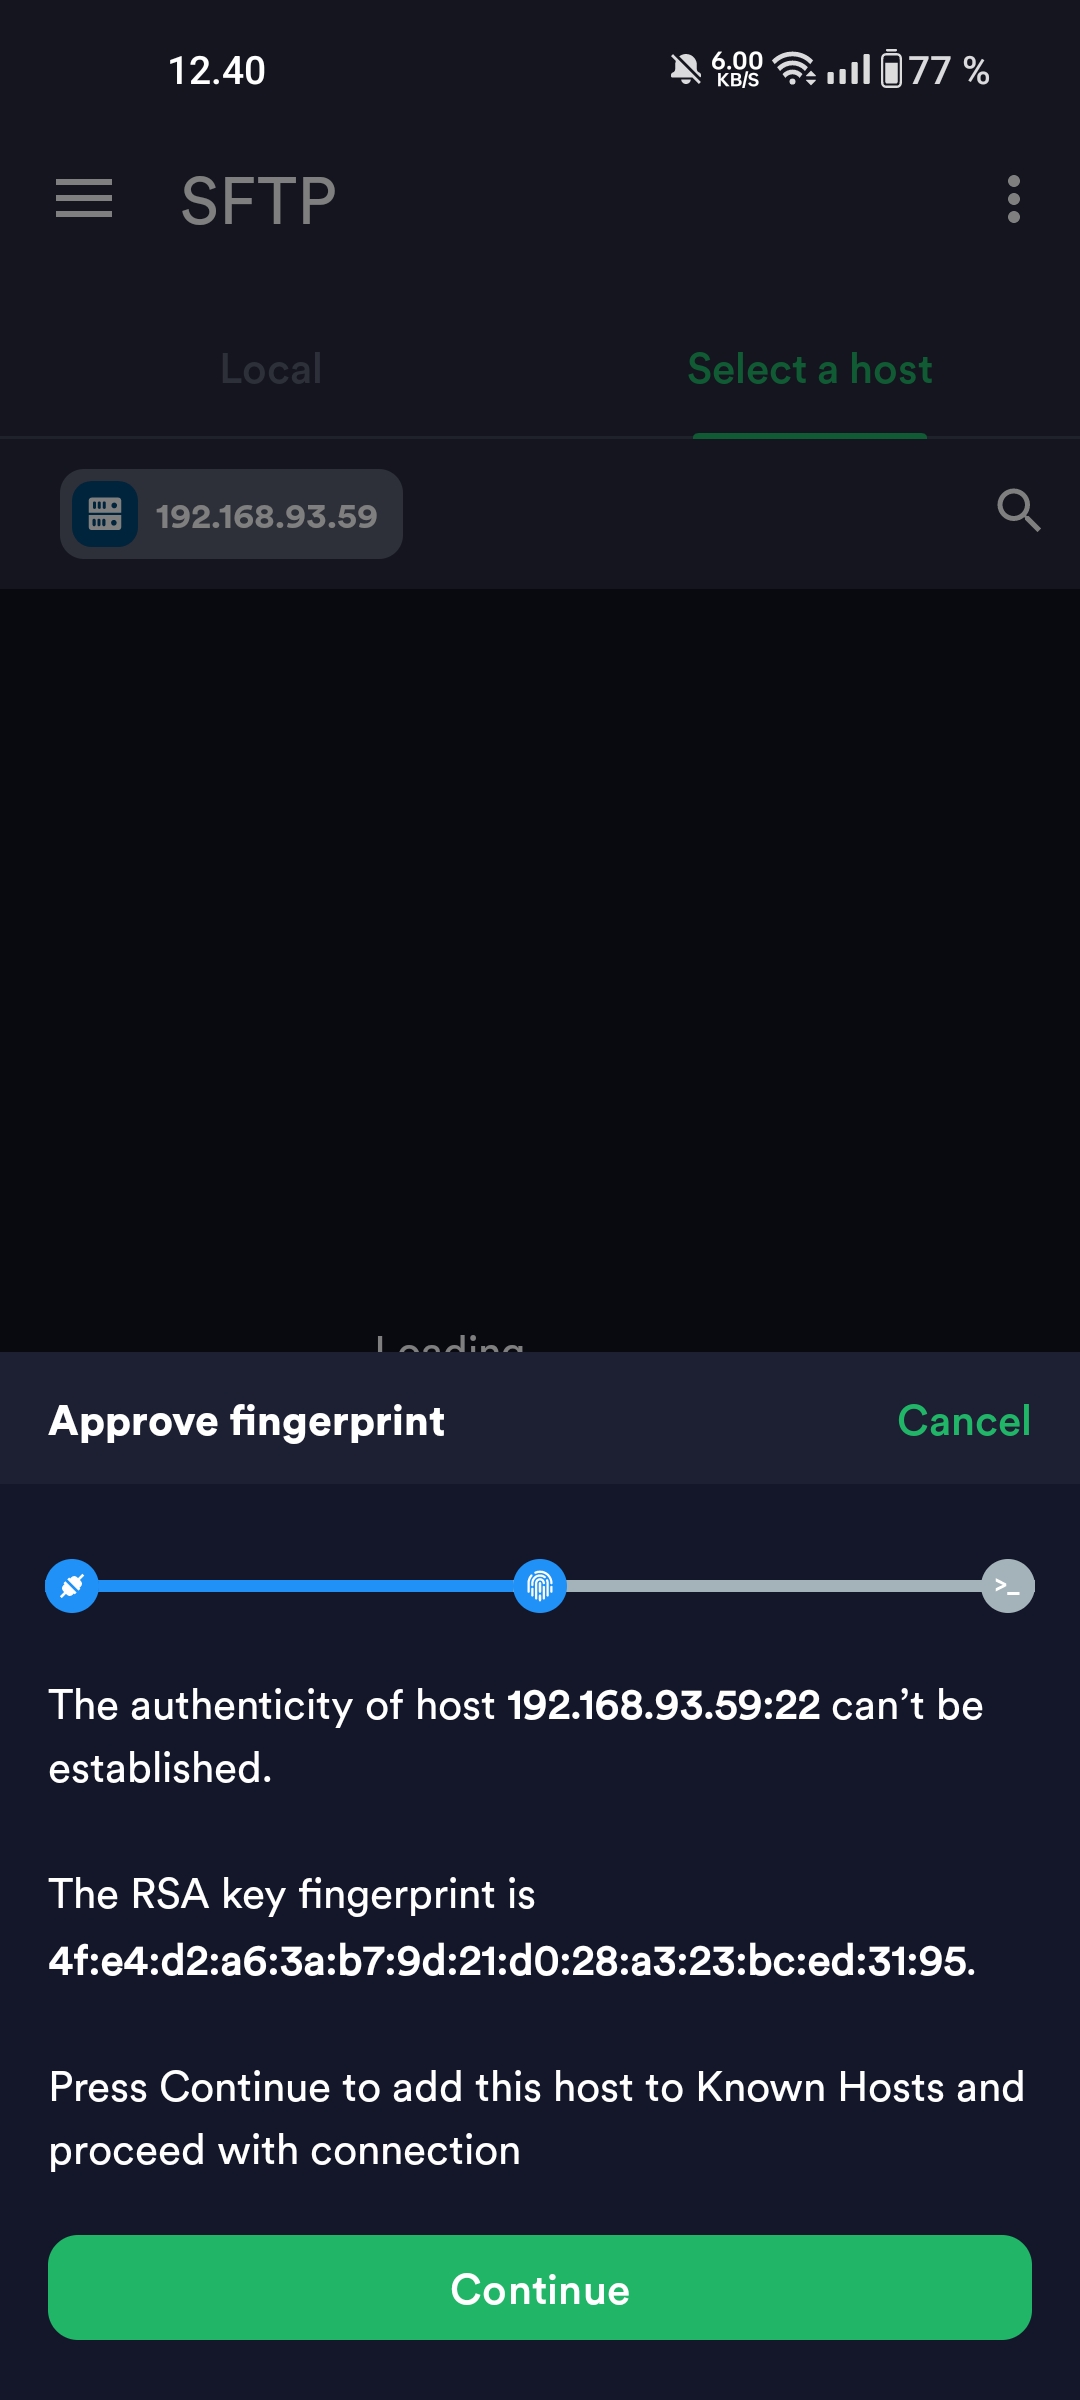 12.40
6.00
KB/S
77 %
SFTP
Local
Select a host
192.168.93.59
Loading
Approve fingerprint
Cancel
>_
The authenticity of host 192.168.93.59:22 can’t be
established.
The RSA key fingerprint is
4f:e4:d2:a6:3a:b7:9d:21:d0:28:a3:23:bc:ed:31:95.
Press Continue to add this host to Known Hosts and
proceed with connection
Continue